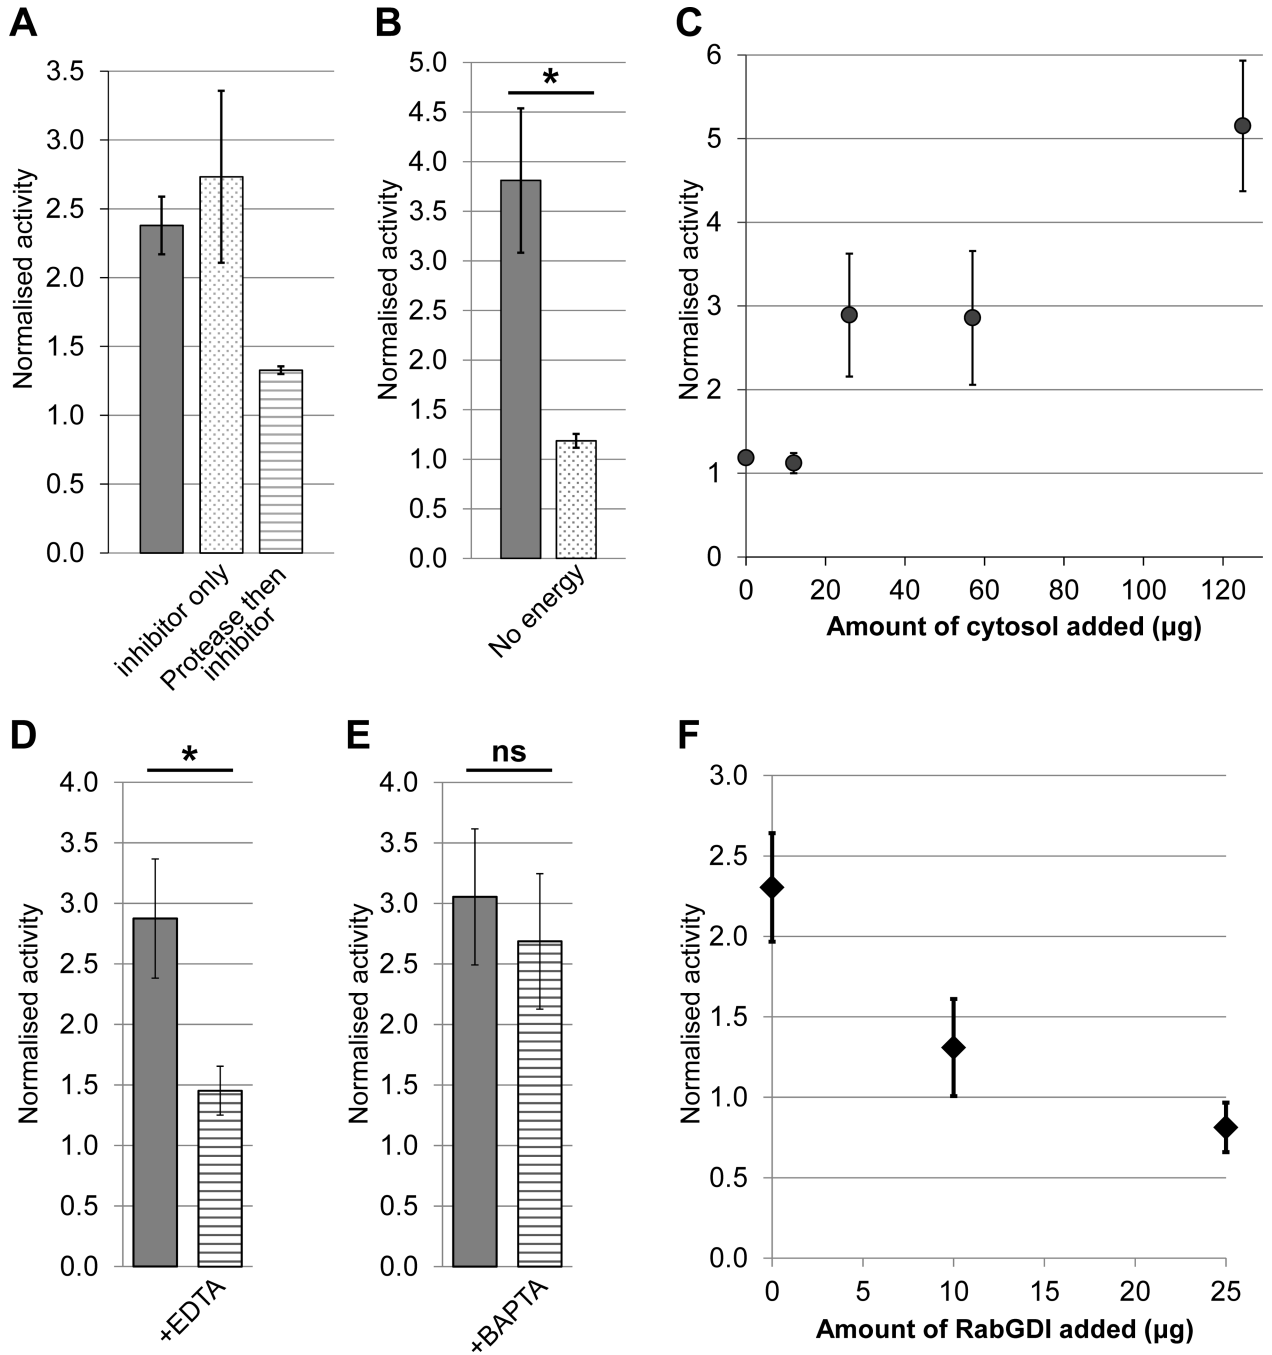 A
3.5
3.0
2.5
2.0
1.5
1.0
0.5
0.0
Normalised activity
inhibitor only
Protease then
inhibitor
B
*
5.0
4.5
4.0
3.5
3.0
2.5
2.0
1.5
1.0
0.5
0.0
Normalised activity
No energy
C
6
5
4
3
2
1
0
Normalised activity
0 20 40 60 80 100 120
Amount of cytosol added (µg)
D
*
4.0
3.5
3.0
2.5
2.0
1.5
1.0
0.5
0.0
Normalised activity
+EDTA
E
ns
4.0
3.5
3.0
2.5
2.0
1.5
1.0
0.5
0.0
Normalised activity
+BAPTA
F
3.0
2.5
2.0
1.5
1.0
0.5
0.0
Normalised activity
0 5 10 15 20 25
Amount of RabGDI added (µg)